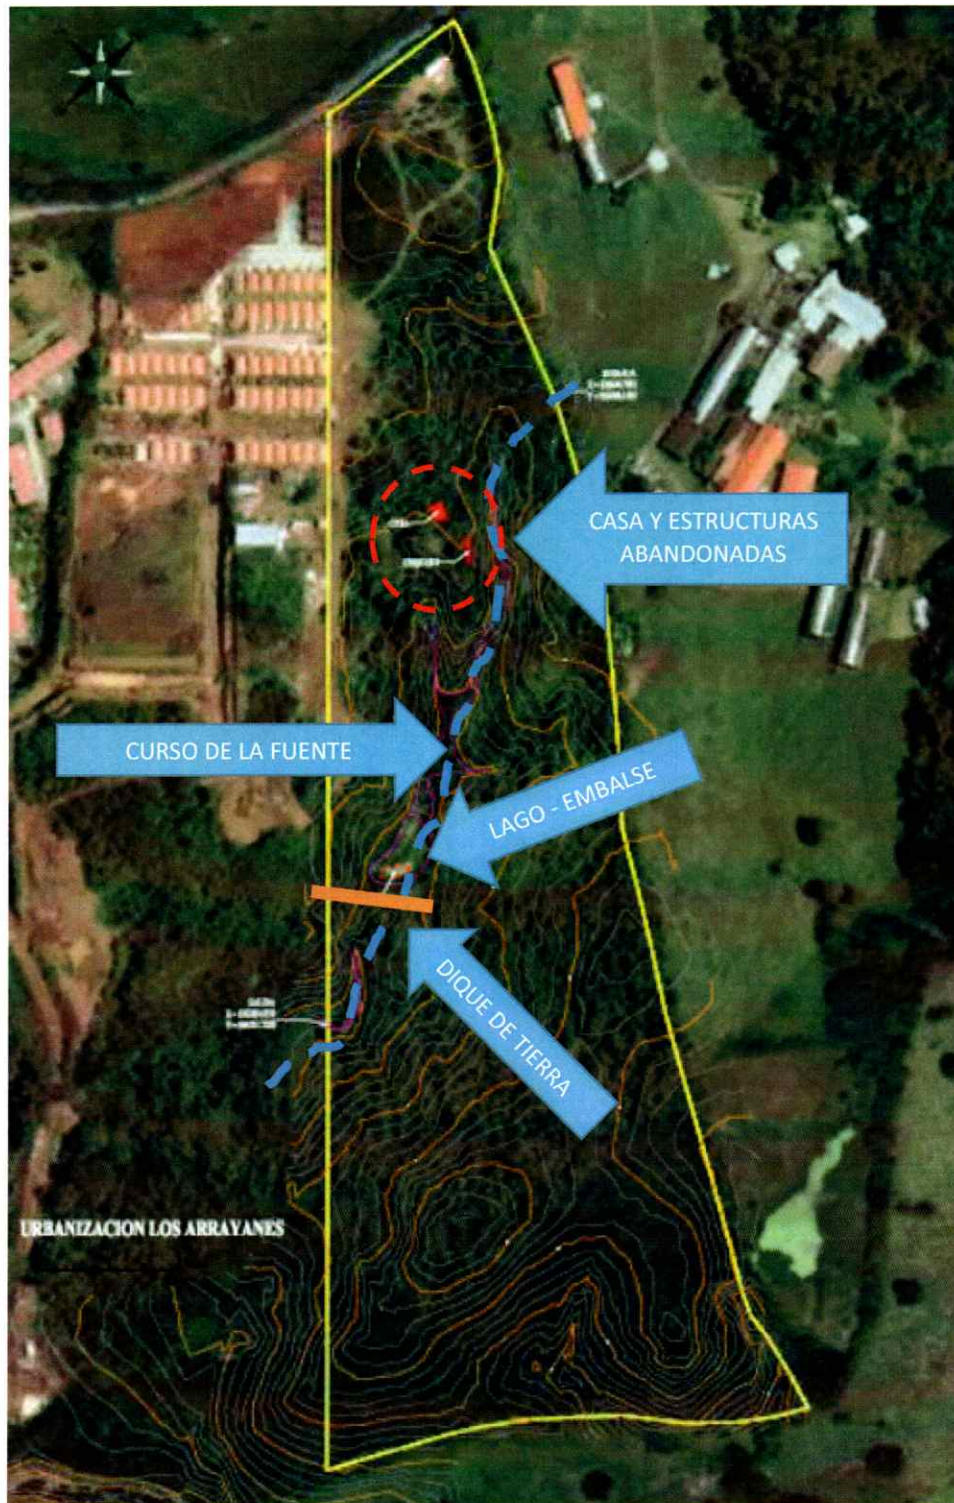 CASA Y ESTRUCTURAS
ABANDONADAS
CURSO DE LA FUENTE
LAGO - EMBALSE
DIQUE DE TIERRA
URBANIZACION LOS ARRAYANES